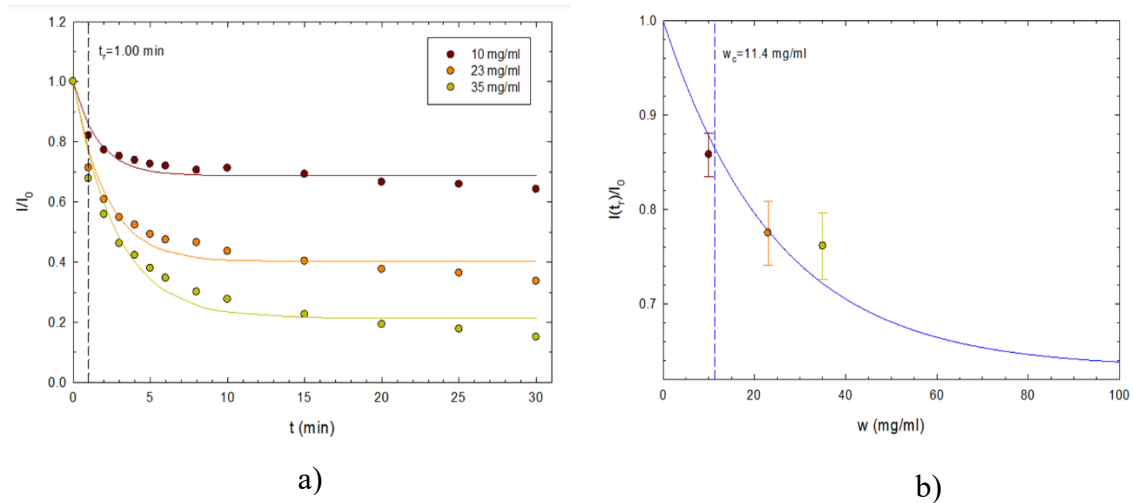 1.2
1.0
0.8
0.6
0.4
0.2
0.0
I/I0
tr=1.00 min
10 mg/ml
23 mg/ml
35 mg/ml
0 5 10 15 20 25 30
t (min)
a)
1.0
0.9
0.8
0.7
I(tr)/I0
wc=11.4 mg/ml
0 20 40 60 80 100
w (mg/ml)
b)